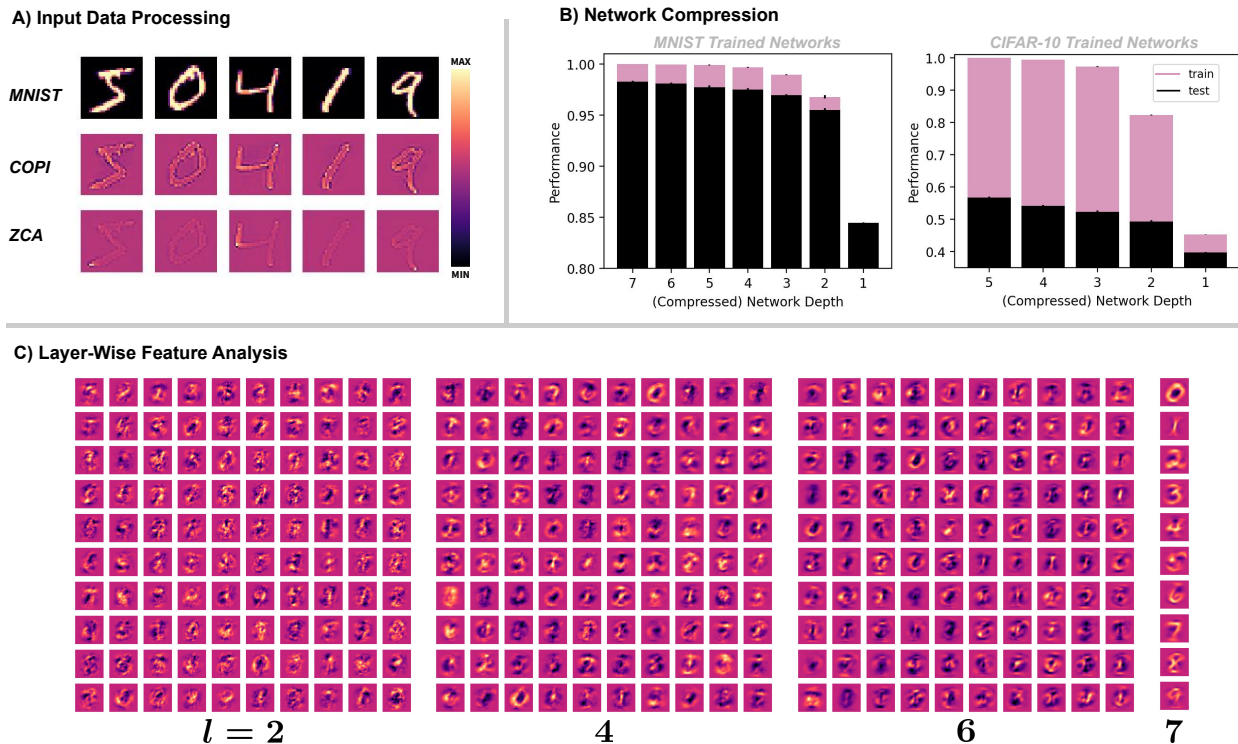 A) Input Data Processing
MNIST
COPI
ZCA
MAX
MIN
B) Network Compression
MNIST Trained Networks
Performance
1.00
0.95
0.90
0.85
0.80
7 6 5 4 3 2 1
(Compressed) Network Depth
CIFAR-10 Trained Networks
train
test
Performance
1.0
0.9
0.8
0.7
0.6
0.5
0.4
5 4 3 2 1
(Compressed) Network Depth
C) Layer-Wise Feature Analysis
l = 2 4 6 7